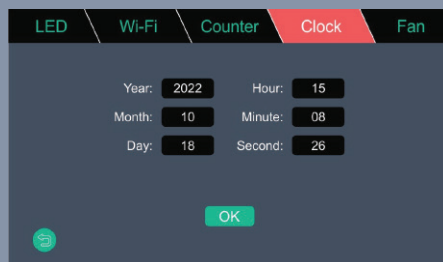 LED Wi-Fi Counter Clock Fan
Year: 2022 Hour: 15
Month: 10 Minute: 08
Day: 18 Second: 26
OK